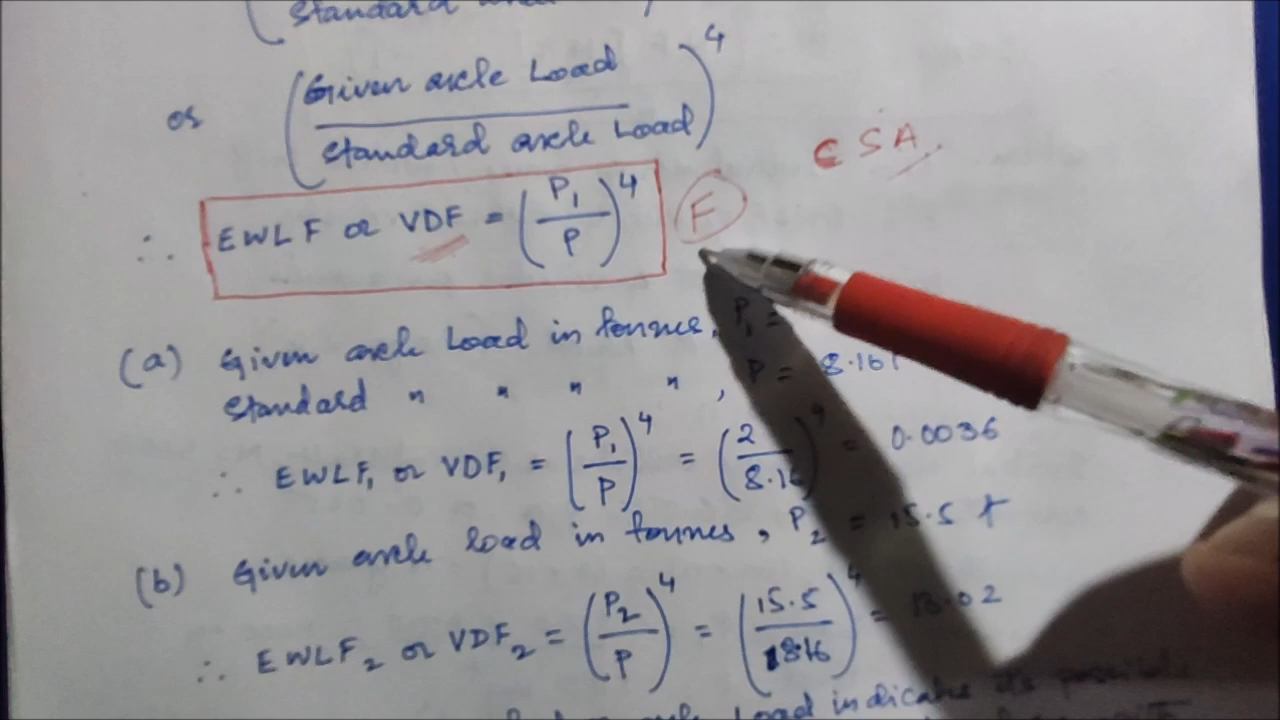 (Standard
or (Given axle Load / Standard axle Load)^4
CSA
∴ EWLF or VDF = (P₁/P)^4 F
(a) Given axle Load in tonnes, P₁ =
Standard " " " " , P = 8.16t
∴ EWLF₁ or VDF₁ = (P₁/P)^4 = (2/8.16)^4 = 0.0036
(b) Given axle load in tonnes, P₂ = 15.5 t
∴ EWLF₂ or VDF₂ = (P₂/P)^4 = (15.5/8.16)^4 = 13.02
axle Load indicates its possible